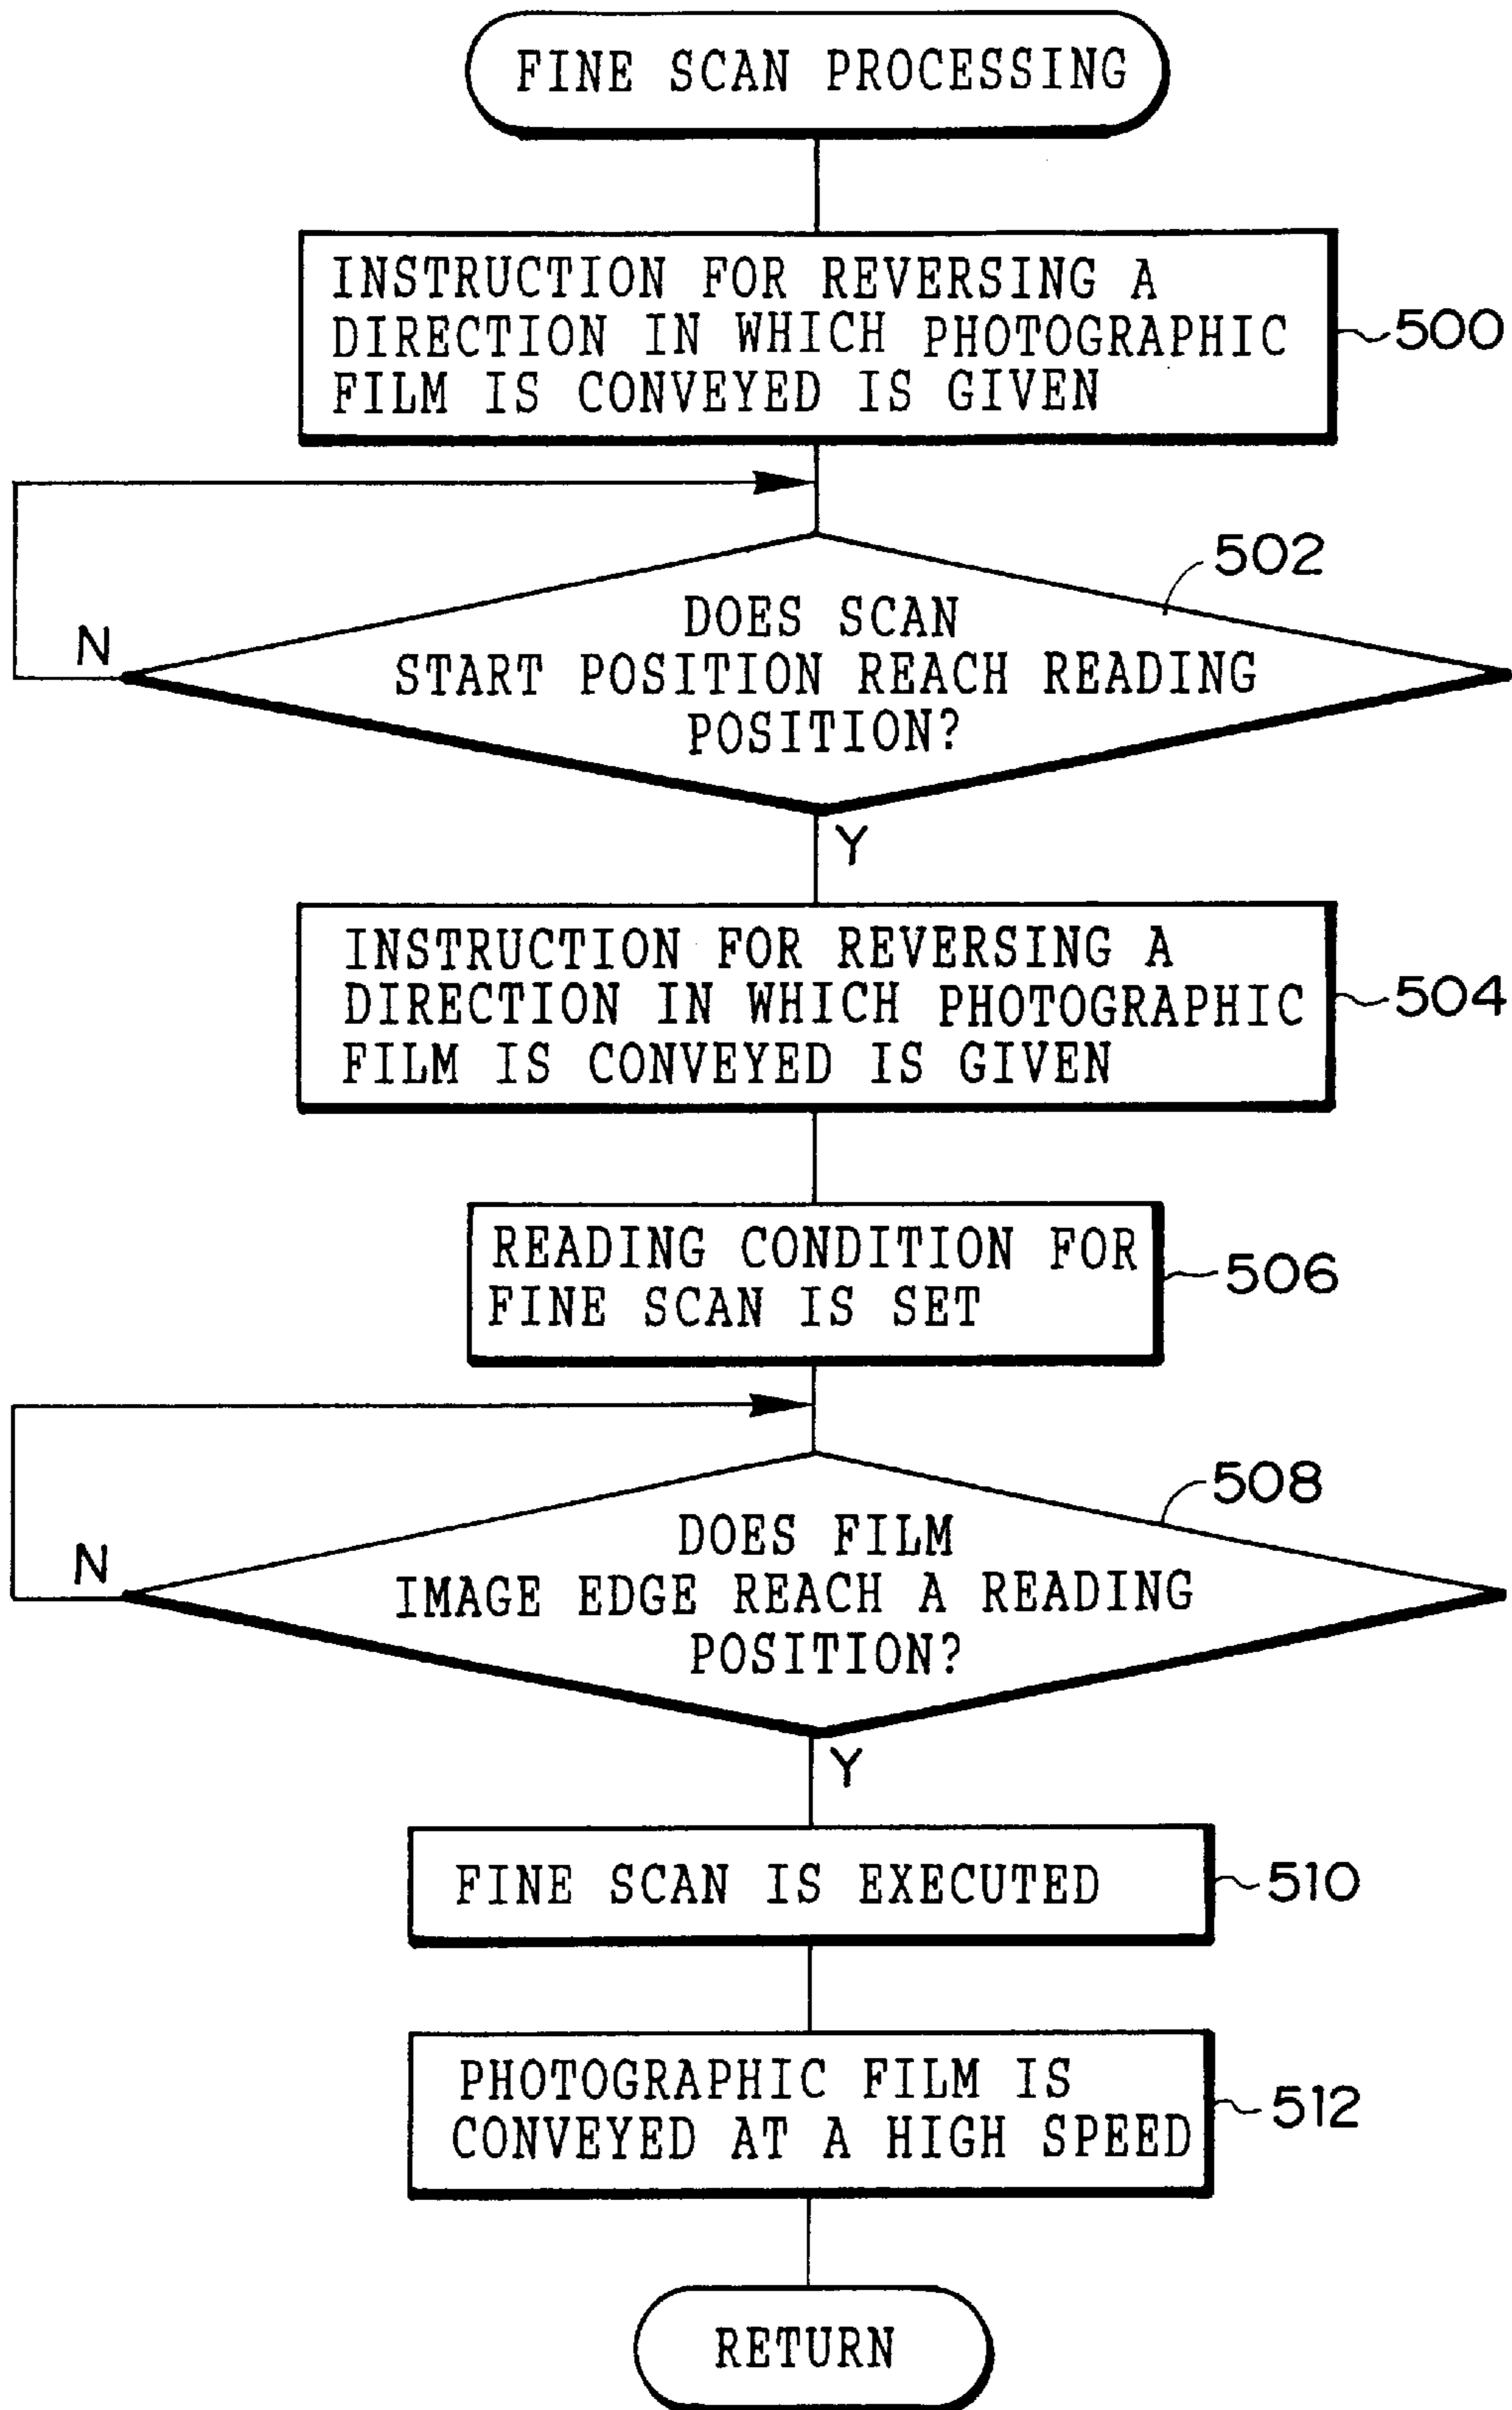 FINE SCAN PROCESSING
INSTRUCTION FOR REVERSING A
DIRECTION IN WHICH PHOTOGRAPHIC
FILM IS CONVEYED IS GIVEN
500
502
DOES SCAN
START POSITION REACH READING
POSITION?
N
Y
INSTRUCTION FOR REVERSING A
DIRECTION IN WHICH PHOTOGRAPHIC
FILM IS CONVEYED IS GIVEN
504
READING CONDITION FOR
FINE SCAN IS SET
506
508
DOES FILM
IMAGE EDGE REACH A READING
POSITION?
N
Y
FINE SCAN IS EXECUTED
510
PHOTOGRAPHIC FILM IS
CONVEYED AT A HIGH SPEED
512
RETURN